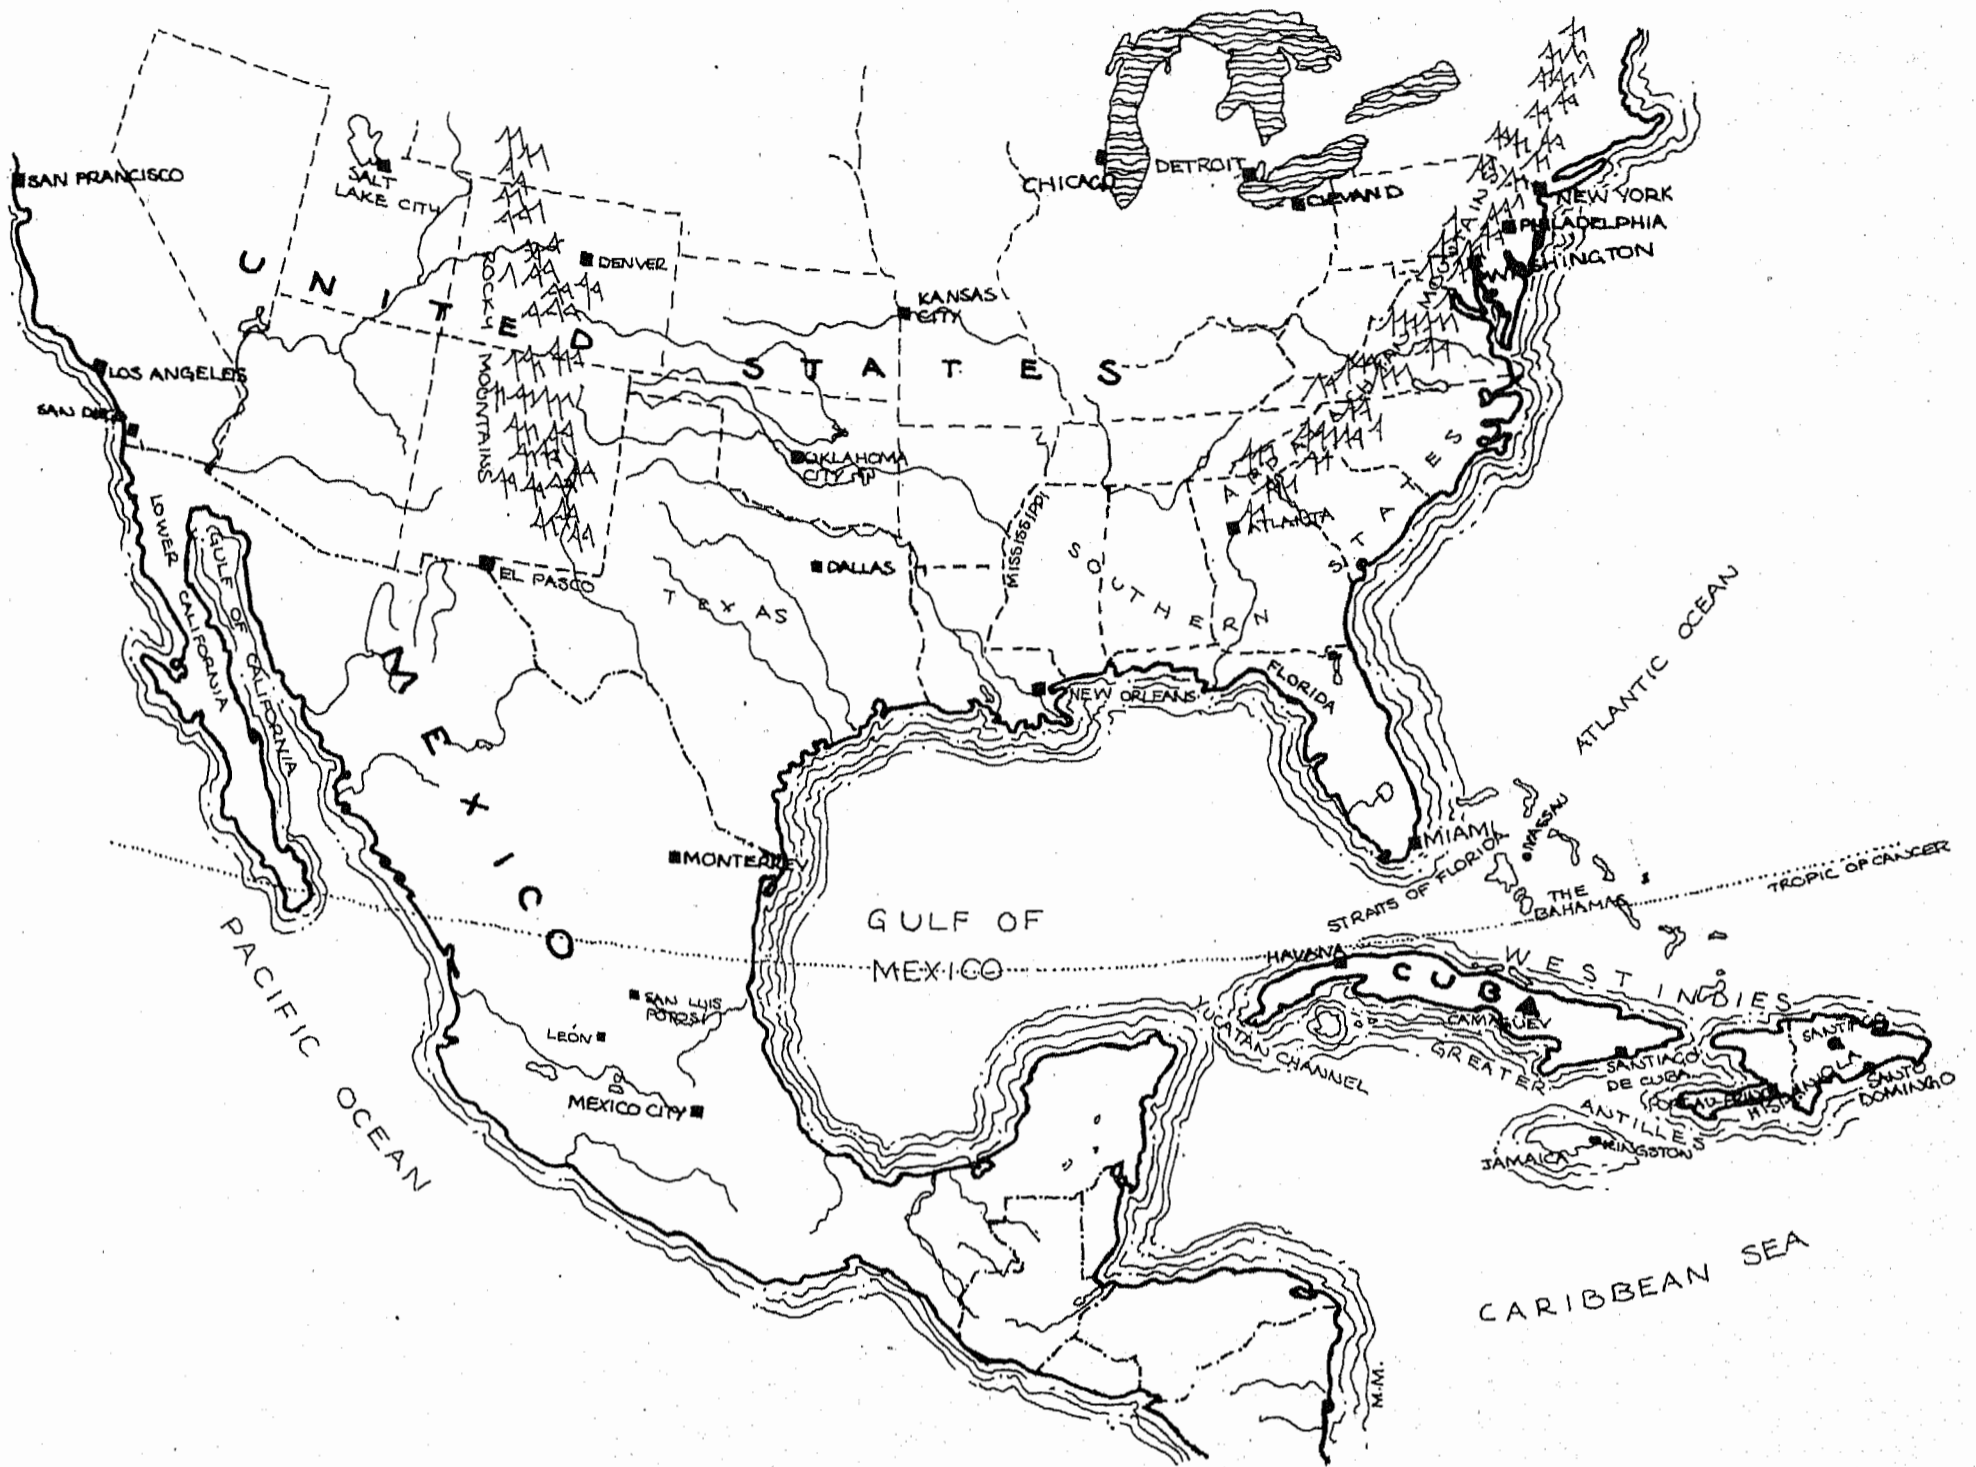 SAN FRANCISCO
SALT
LAKE CITY
CHICAGO
DETROIT
CLEVAND
NEW YORK
PHILADELPHIA
WASHINGTON
UNITED STATES
ROCKY MOUNTAINS
DENVER
KANSAS
CITY
LOS ANGELES
SAN DIEGO
OKLAHOMA
CITY
MISSISSIPPI
ATLANTA
SOUTHERN STATES
LOWER
CALIFORNIA
GULF OF CALIFORNIA
EL PASCO
DALLAS
TEXAS
NEW ORLEANS
FLORIDA
ATLANTIC OCEAN
MEXICO
MONTERREY
MIAMI
STRAITS OF FLORIDA
THE
BAHAMAS
TROPIC OF CANCER
GULF OF
MEXICO
PACIFIC OCEAN
HAVANA
CUBA
WEST INDIES
SAN LUIS
POTOSI
LEÓN
MEXICO CITY
CAMAGÜEY
GREATER
ANTILLES
SANTIAGO
DE CUBA
HISPANIOLA
SANTO
DOMINGO
JAMAICA
KINGSTON
CHANNEL
CARIBBEAN SEA
M.M.